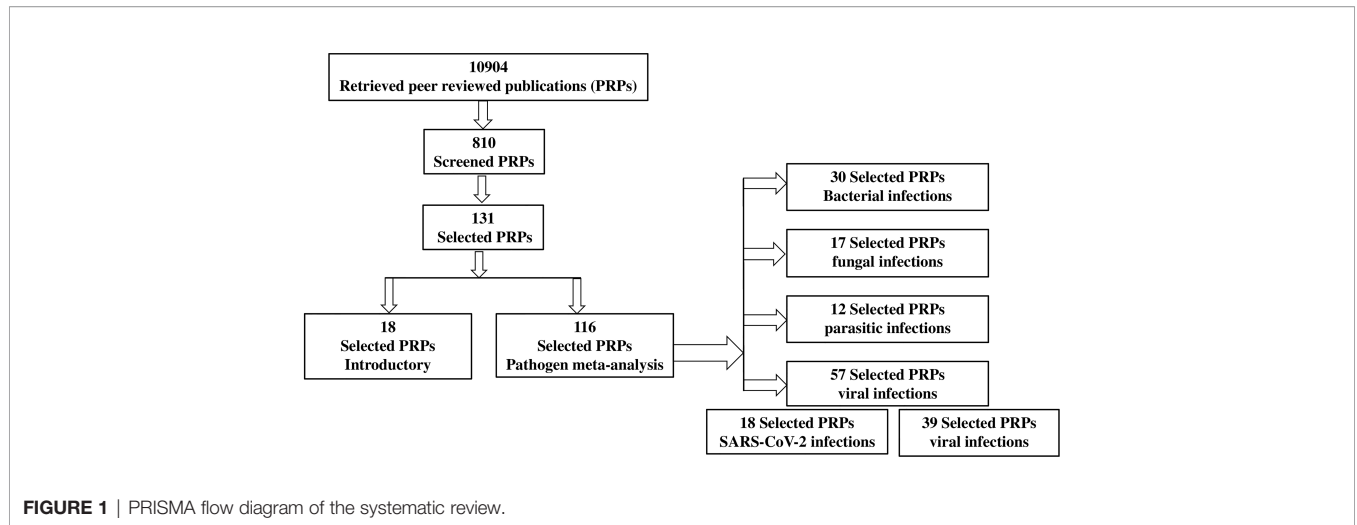 10904
Retrieved peer reviewed publications (PRPs)
810
Screened PRPs
131
Selected PRPs
18
Selected PRPs
Introductory
116
Selected PRPs
Pathogen meta-analysis
30 Selected PRPs
Bacterial infections
17 Selected PRPs
fungal infections
12 Selected PRPs
parasitic infections
57 Selected PRPs
viral infections
18 Selected PRPs
SARS-CoV-2 infections
39 Selected PRPs
viral infections
FIGURE 1 | PRISMA flow diagram of the systematic review.